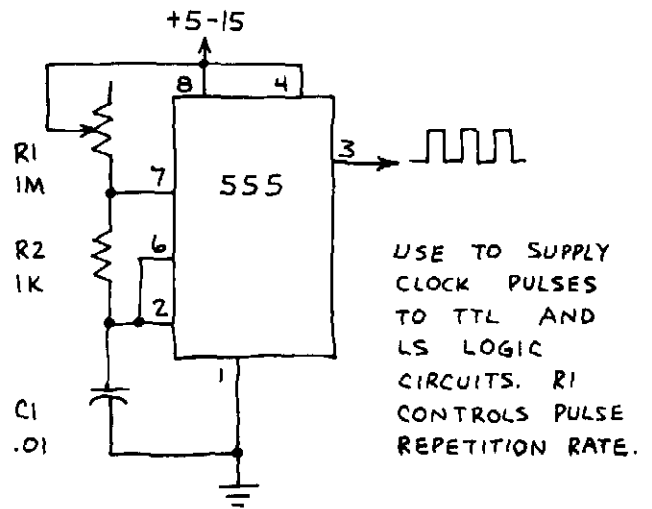 +5-15
8 4
R1
1M
7
555
3
R2
1K
6
2
1
C1
.01
USE TO SUPPLY
CLOCK PULSES
TO TTL AND
LS LOGIC
CIRCUITS. R1
CONTROLS PULSE
REPETITION RATE.